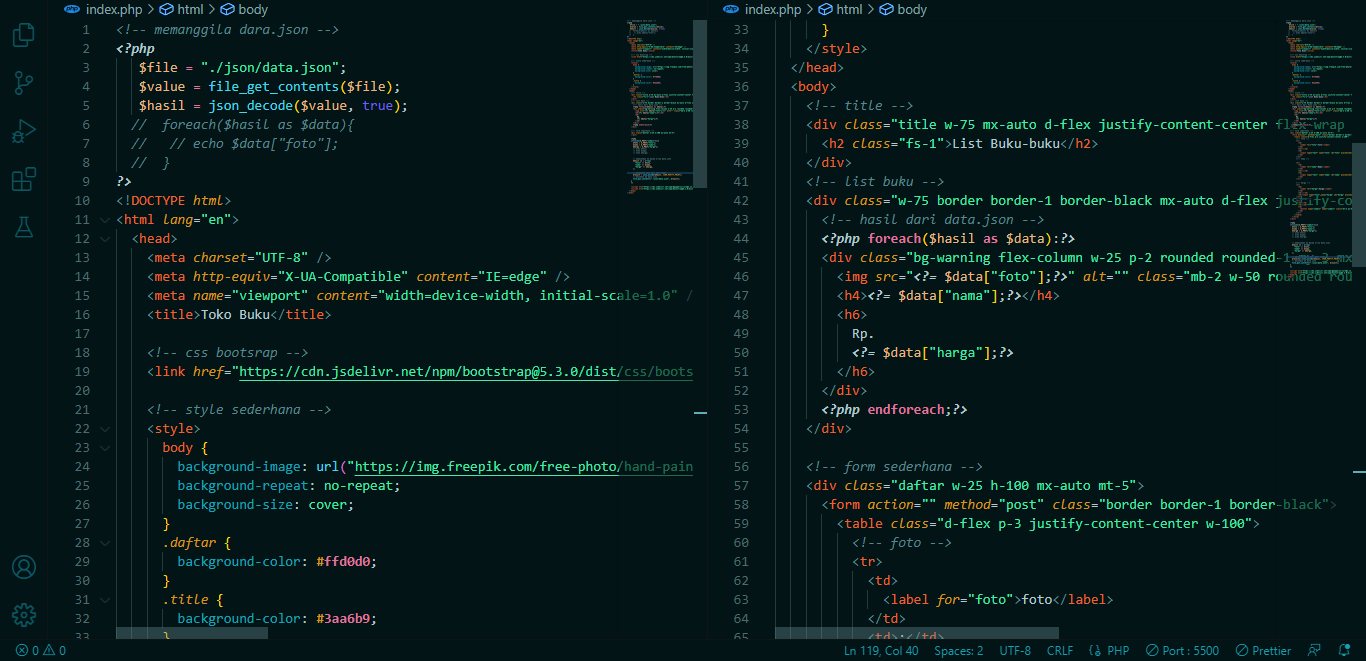 index.php > html > body
1 <!-- memanggila dara.json -->
2 <?php
3 $file = "./json/data.json";
4 $value = file_get_contents($file);
5 $hasil = json_decode($value, true);
6 // foreach($hasil as $data){
7 // // echo $data["foto"];
8 // }
9 ?>
10 <!DOCTYPE html>
11 <html lang="en">
12 <head>
13 <meta charset="UTF-8" />
14 <meta http-equiv="X-UA-Compatible" content="IE=edge" />
15 <meta name="viewport" content="width=device-width, initial-scale=1.0" /
16 <title>Toko Buku</title>
17
18 <!-- css bootsrap -->
19 <link href="https://cdn.jsdelivr.net/npm/bootstrap@5.3.0/dist/css/boots
20
21 <!-- style sederhana -->
22 <style>
23 body {
24 background-image: url("https://img.freepik.com/free-photo/hand-pain
25 background-repeat: no-repeat;
26 background-size: cover;
27 }
28 .daftar {
29 background-color: #ffd0d0;
30 }
31 .title {
32 background-color: #3aa6b9;
33 }
index.php > html > body
33 }
34 </style>
35 </head>
36 <body>
37 <!-- title -->
38 <div class="title w-75 mx-auto d-flex justify-content-center flex-wrap
39 <h2 class="fs-1">List Buku-buku</h2>
40 </div>
41 <!-- list buku -->
42 <div class="w-75 border border-1 border-black mx-auto d-flex justify-co
43 <!-- hasil dari data.json -->
44 <?php foreach($hasil as $data):?>
45 <div class="bg-warning flex-column w-25 p-2 rounded rounded-1 my-2 mx
46 <img src="<?= $data["foto"];?>" alt="" class="mb-2 w-50 rounded rou
47 <h4><?= $data["nama"];?></h4>
48 <h6>
49 Rp.
50 <?= $data["harga"];?>
51 </h6>
52 </div>
53 <?php endforeach;?>
54 </div>
55
56 <!-- form sederhana -->
57 <div class="daftar w-25 h-100 mx-auto mt-5">
58 <form action="" method="post" class="border border-1 border-black">
59 <table class="d-flex p-3 justify-content-center w-100">
60 <!-- foto -->
61 <tr>
62 <td>
63 <label for="foto">foto</label>
64 </td>
65 <td>:</td>
0 0 Ln 119, Col 40 Spaces: 2 UTF-8 CRLF PHP Port : 5500 Prettier